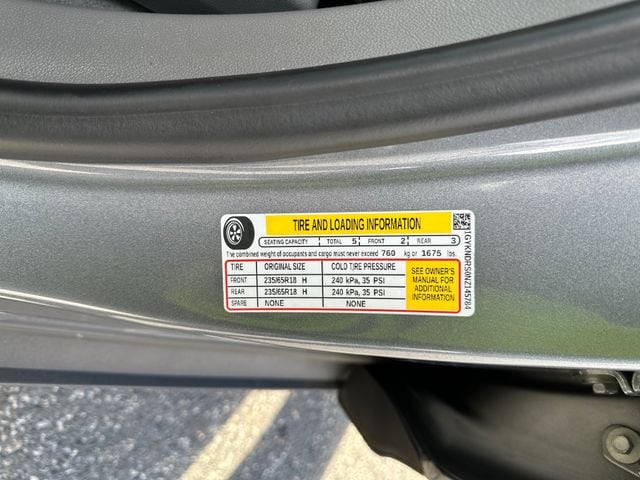 TIRE AND LOADING INFORMATION
SEATING CAPACITY TOTAL 5 FRONT 2 REAR 3
The combined weight of occupants and cargo must never exceed 760 kg or 1675 lbs.
TIRE ORIGINAL SIZE COLD TIRE PRESSURE
FRONT 235/65R18 H 240 kPa, 35 PSI
REAR 235/65R18 H 240 kPa, 35 PSI
SPARE NONE NONE
SEE OWNER'S
MANUAL FOR
ADDITIONAL
INFORMATION
1GYKNDRS0NZ145784